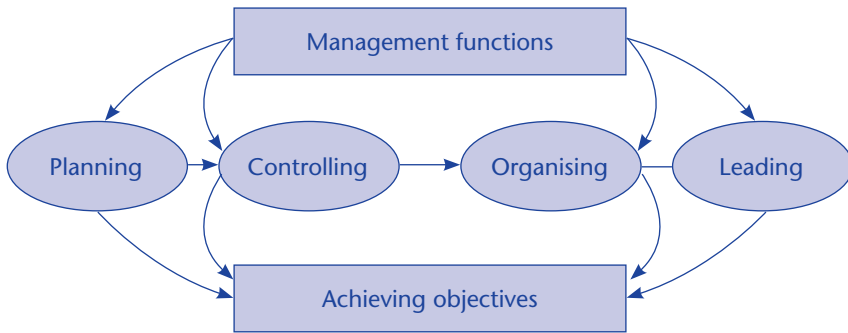 Management functions
Planning
Controlling
Organising
Leading
Achieving objectives